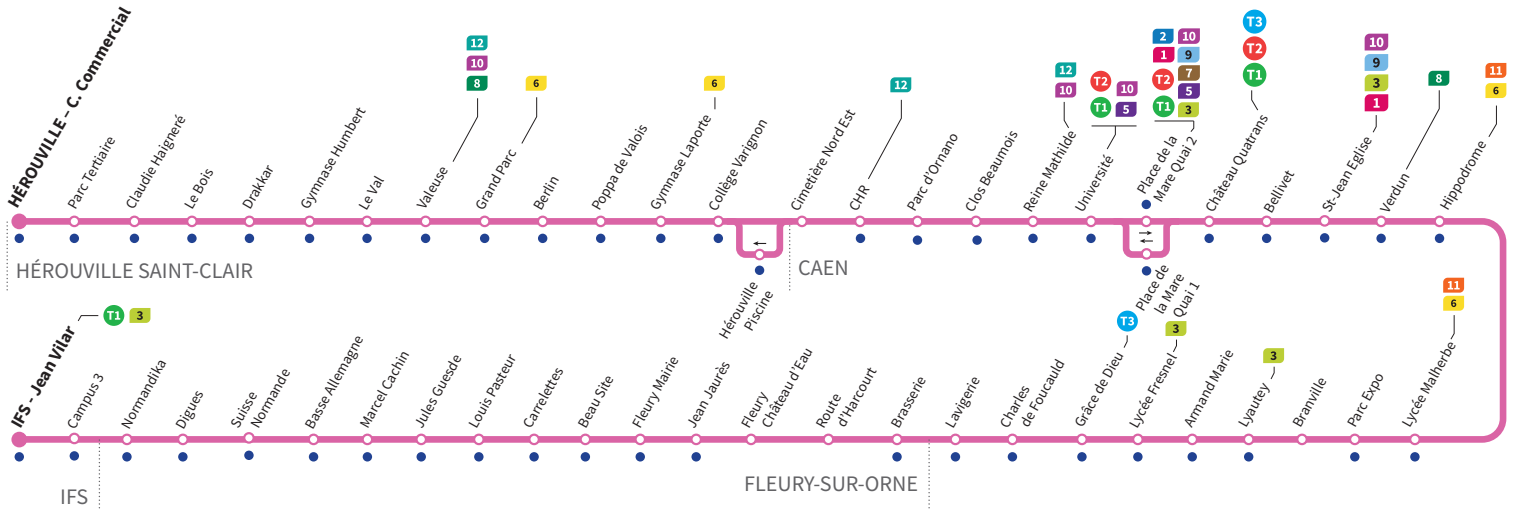 HÉROUVILLE – C. Commercial
Parc Tertiaire
Claudie Haigneré
Le Bois
Drakkar
Gymnase Humbert
Le Val
12
10
8
Valeuse
6
Grand Parc
Berlin
Poppa de Valois
6
Gymnase Laporte
Collège Varignon
Hérouville
Piscine
Cimetière Nord Est
12
CHR
Parc d'Ornano
Clos Beaumois
12
10
Reine Mathilde
T2
10
T1
5
Université
2
10
1
9
T2
7
5
T1
3
Place de la
Mare Quai 2
Place de
la Mare
Quai 1
T3
T2
T1
Château Quatrans
Bellivet
10
9
3
1
St-Jean Eglise
8
Verdun
11
6
Hippodrome
HÉROUVILLE SAINT-CLAIR
CAEN
T1
3
IFS - Jean Vilar
Campus 3
Normandika
Digues
Suisse
Normande
Basse Allemagne
Marcel Cachin
Jules Guesde
Louis Pasteur
Carrelettes
Beau Site
Fleury Mairie
Jean Jaurès
Fleury
Château d'Eau
Route
d'Harcourt
Brasserie
Lavigerie
Charles
de Foucauld
T3
Grâce de Dieu
3
Lycée Fresnel
Armand Marie
3
Lyautey
Branville
Parc Expo
11
6
Lycée Malherbe
IFS
FLEURY-SUR-ORNE